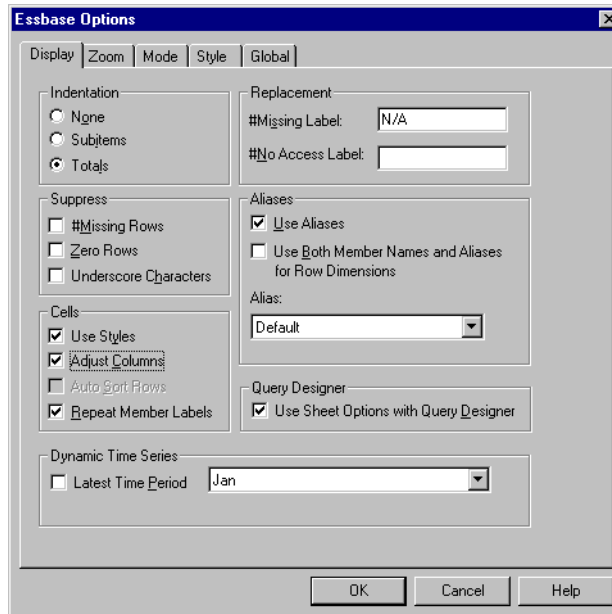 Essbase Options
Display Zoom Mode Style Global
Indentation
None
Subitems
Totals
Replacement
#Missing Label: N/A
#No Access Label:
Suppress
#Missing Rows
Zero Rows
Underscore Characters
Aliases
Use Aliases
Use Both Member Names and Aliases
for Row Dimensions
Alias:
Default
Cells
Use Styles
Adjust Columns
Auto Sort Rows
Repeat Member Labels
Query Designer
Use Sheet Options with Query Designer
Dynamic Time Series
Latest Time Period Jan
OK Cancel Help